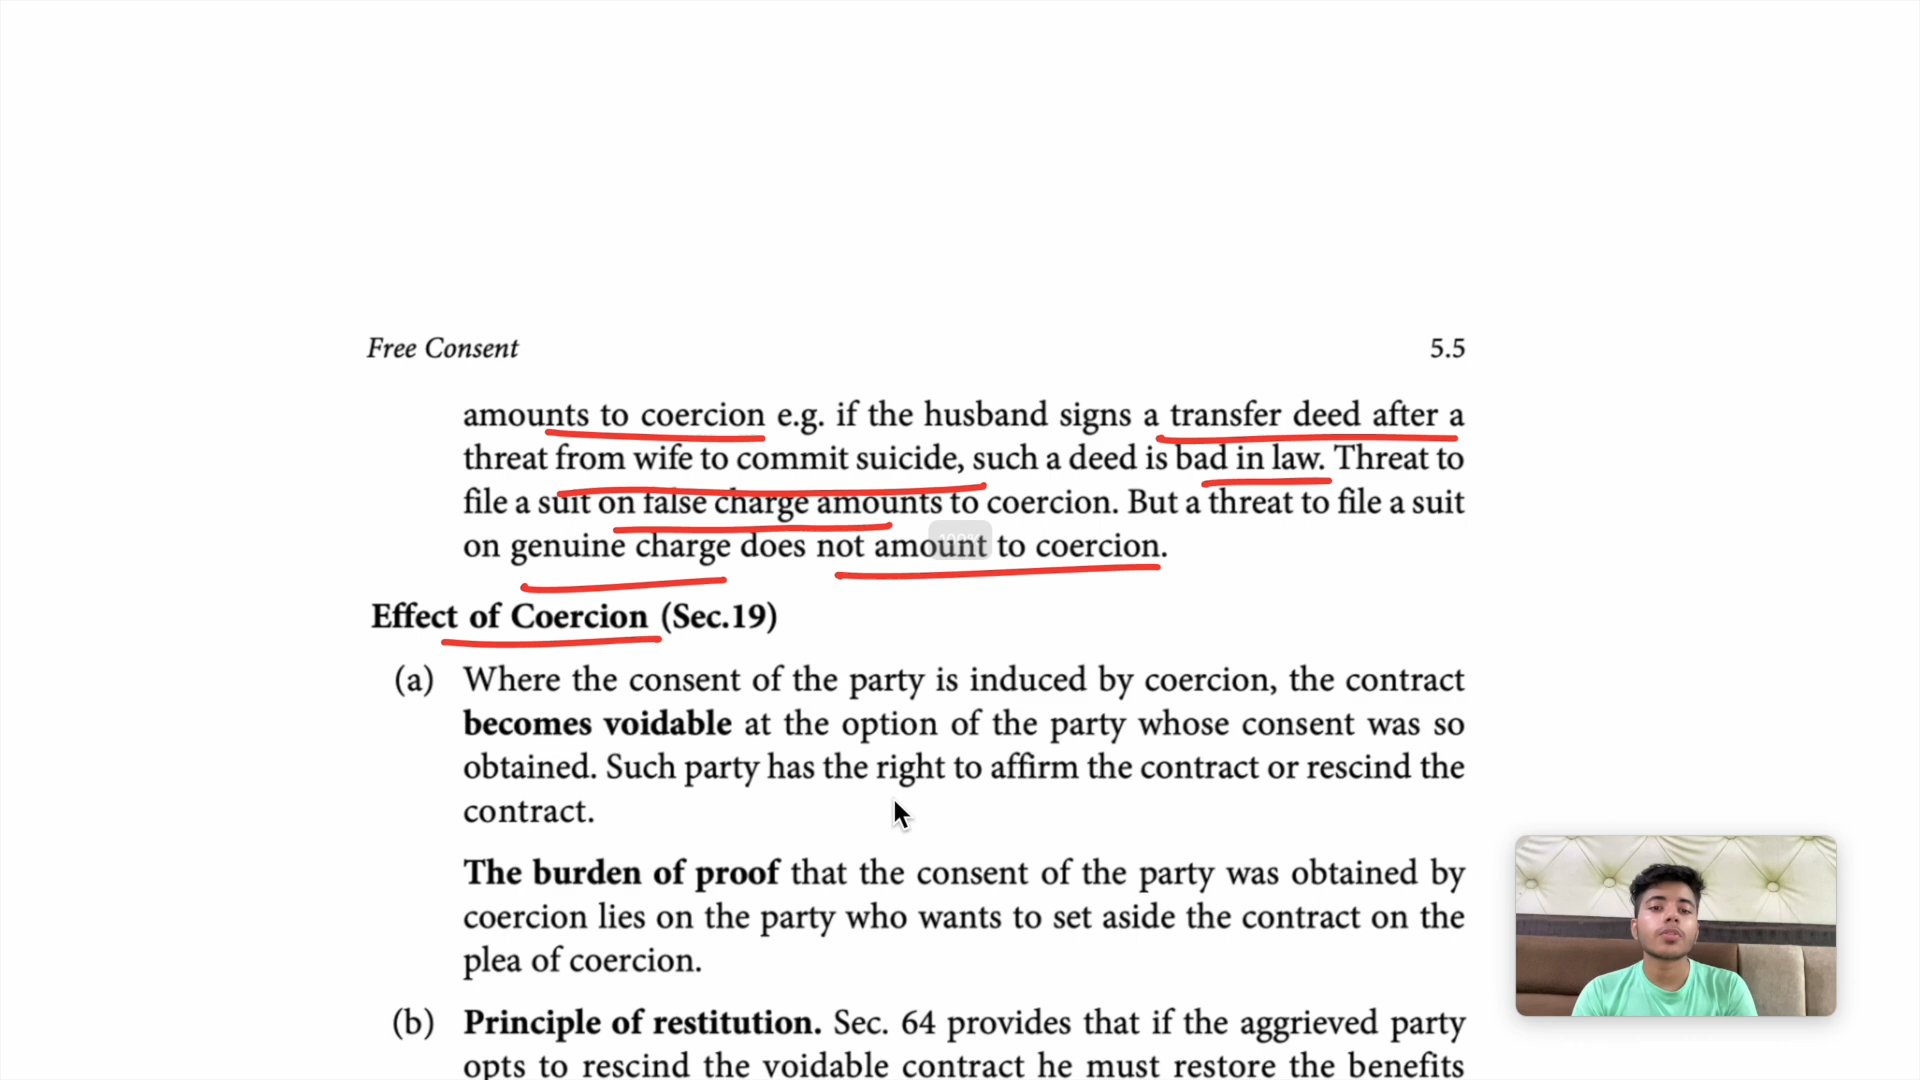 Free Consent 5.5
amounts to coercion e.g. if the husband signs a transfer deed after a
threat from wife to commit suicide, such a deed is bad in law. Threat to
file a suit on false charge amounts to coercion. But a threat to file a suit
on genuine charge does not amount to coercion.
Effect of Coercion (Sec.19)
(a) Where the consent of the party is induced by coercion, the contract
becomes voidable at the option of the party whose consent was so
obtained. Such party has the right to affirm the contract or rescind the
contract.
The burden of proof that the consent of the party was obtained by
coercion lies on the party who wants to set aside the contract on the
plea of coercion.
(b) Principle of restitution. Sec. 64 provides that if the aggrieved party
opts to rescind the voidable contract he must restore the benefits